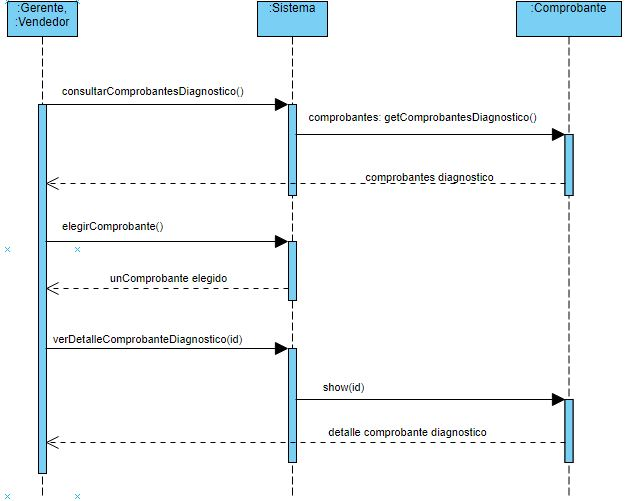 :Gerente,
:Vendedor
:Sistema
:Comprobante
consultarComprobantesDiagnostico()
comprobantes: getComprobantesDiagnostico()
comprobantes diagnostico
elegirComprobante()
unComprobante elegido
verDetalleComprobanteDiagnostico(id)
show(id)
detalle comprobante diagnostico